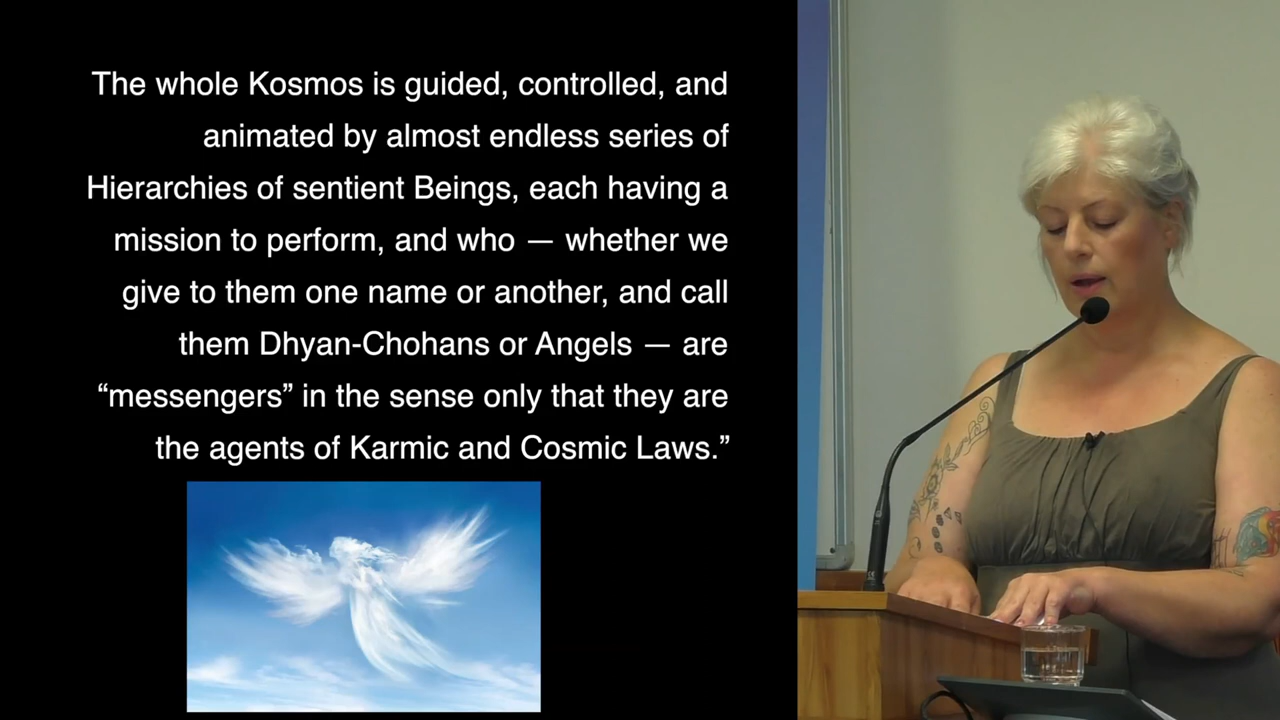 The whole Kosmos is guided, controlled, and
animated by almost endless series of
Hierarchies of sentient Beings, each having a
mission to perform, and who — whether we
give to them one name or another, and call
them Dhyan-Chohans or Angels — are
“messengers” in the sense only that they are
the agents of Karmic and Cosmic Laws.”